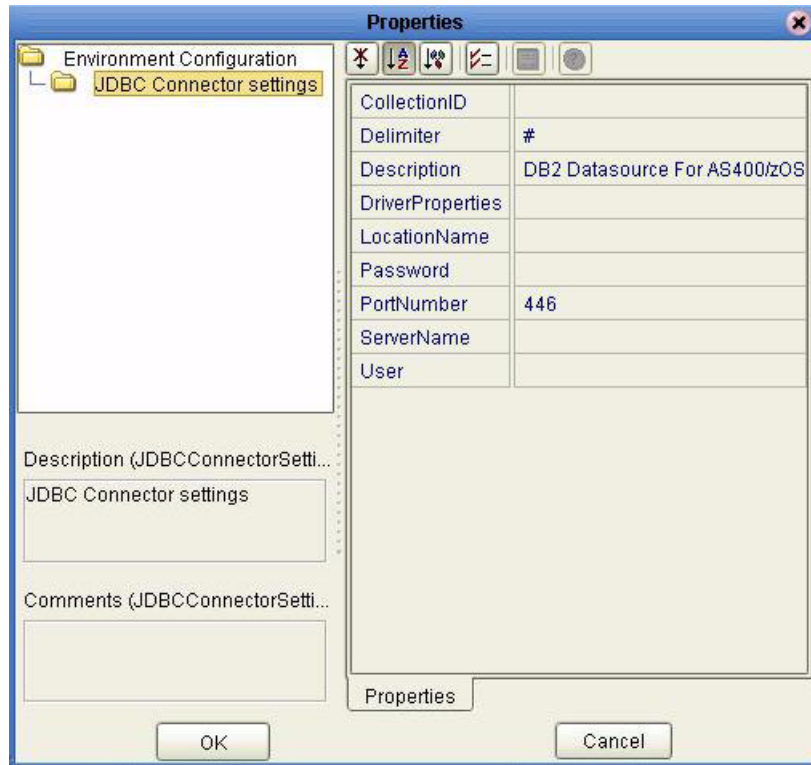 Properties
Environment Configuration
JDBC Connector settings
CollectionID
Delimiter #
Description DB2 Datasource For AS400/zOS
DriverProperties
LocationName
Password
PortNumber 446
ServerName
User
Description (JDBCConnectorSetti...
JDBC Connector settings
Comments (JDBCConnectorSetti...
Properties
OK
Cancel